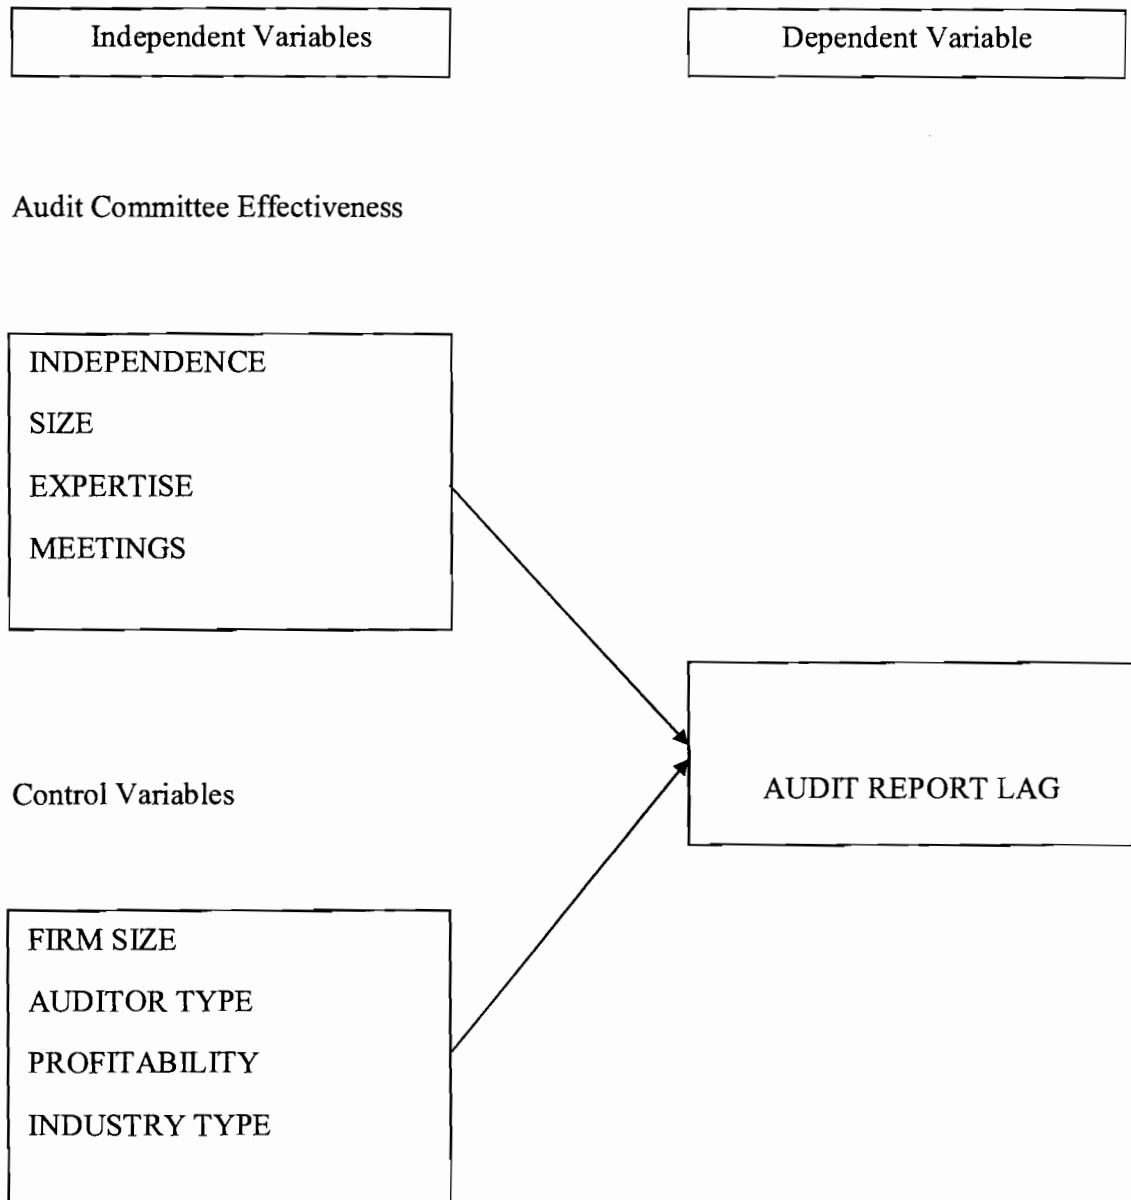 Independent Variables
Dependent Variable
Audit Committee Effectiveness
INDEPENDENCE
SIZE
EXPERTISE
MEETINGS
AUDIT REPORT LAG
Control Variables
FIRM SIZE
AUDITOR TYPE
PROFITABILITY
INDUSTRY TYPE